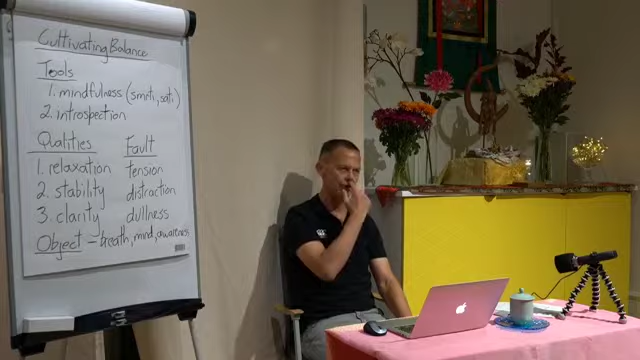 Cultivating Balance
Tools
1. mindfulness (smrti, sati)
2. introspection
Qualities Fault
1. relaxation tension
2. stability distraction
3. clarity dullness
Object – breath, mind, awareness